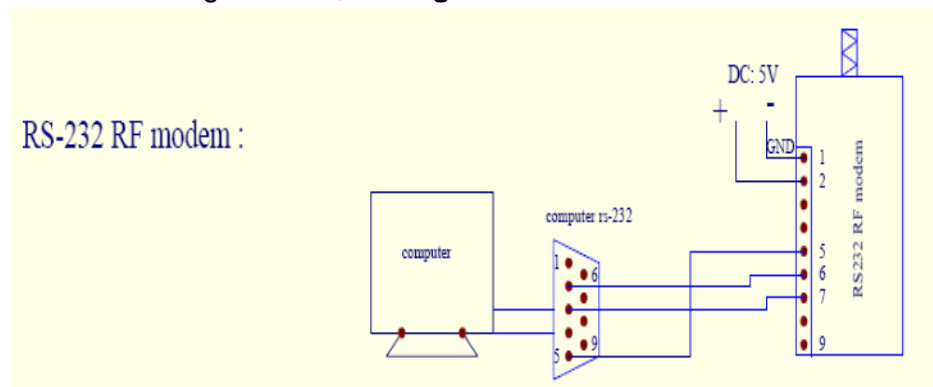 DC: 5V
+ -
RS-232 RF modem :
GND
1
2
computer rs-232
computer
1
6
5
6
7
5
9
9
RS232 RF modem